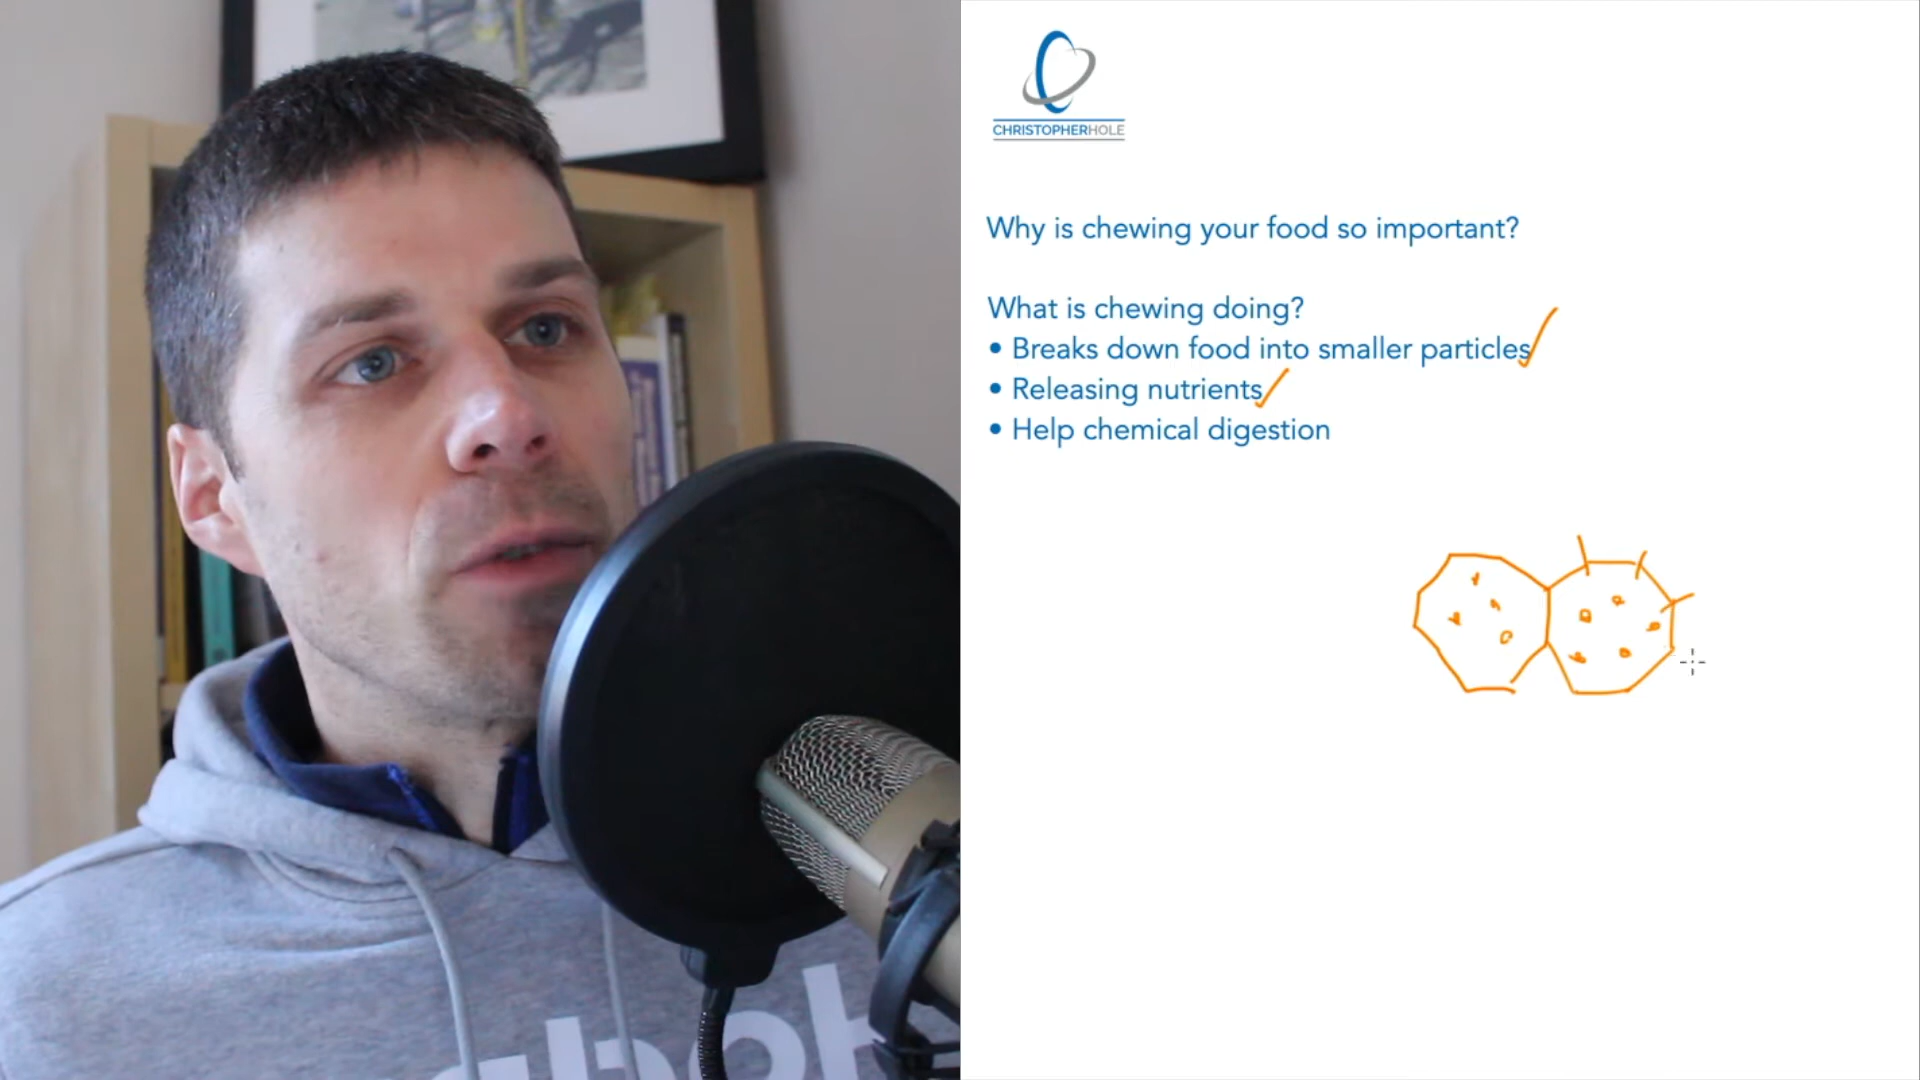 CHRISTOPHERHOLE
Why is chewing your food so important?
What is chewing doing?
• Breaks down food into smaller particles
• Releasing nutrients
• Help chemical digestion